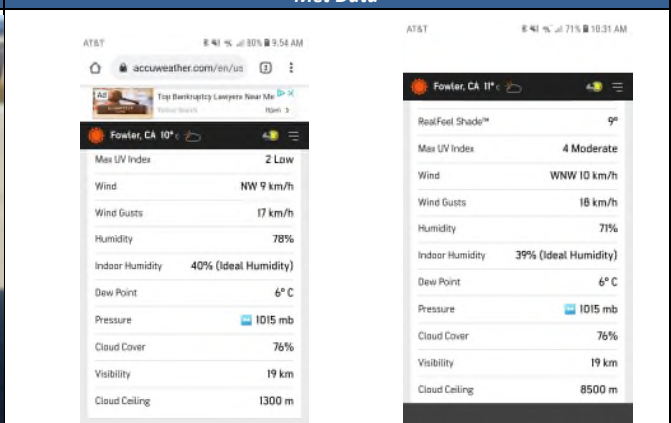 Met Data
AT&T 80% 9:54 AM
accuweather.com/en/us
Ad Top Bankruptcy Lawyers Near Me
Fowler, CA 10° c
Max UV Index 2 Low
Wind NW 9 km/h
Wind Gusts 17 km/h
Humidity 78%
Indoor Humidity 40% (Ideal Humidity)
Dew Point 6° C
Pressure 1015 mb
Cloud Cover 76%
Visibility 19 km
Cloud Ceiling 1300 m
AT&T 71% 10:31 AM
Fowler, CA 11° c
RealFeel Shade™ 9°
Max UV Index 4 Moderate
Wind WNW 10 km/h
Wind Gusts 18 km/h
Humidity 71%
Indoor Humidity 39% (Ideal Humidity)
Dew Point 6° C
Pressure 1015 mb
Cloud Cover 76%
Visibility 19 km
Cloud Ceiling 8500 m